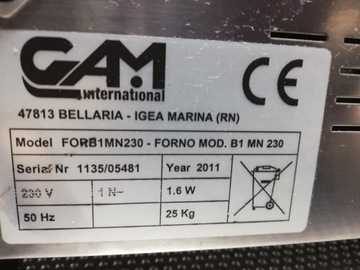 GAM
International
CE
47813 BELLARIA - IGEA MARINA (RN)
Model FORB1MN230 - FORNO MOD. B1 MN 230
Serial Nr 1135/05481 Year 2011
230 V 1 N~ 1.6 W
50 Hz 25 Kg